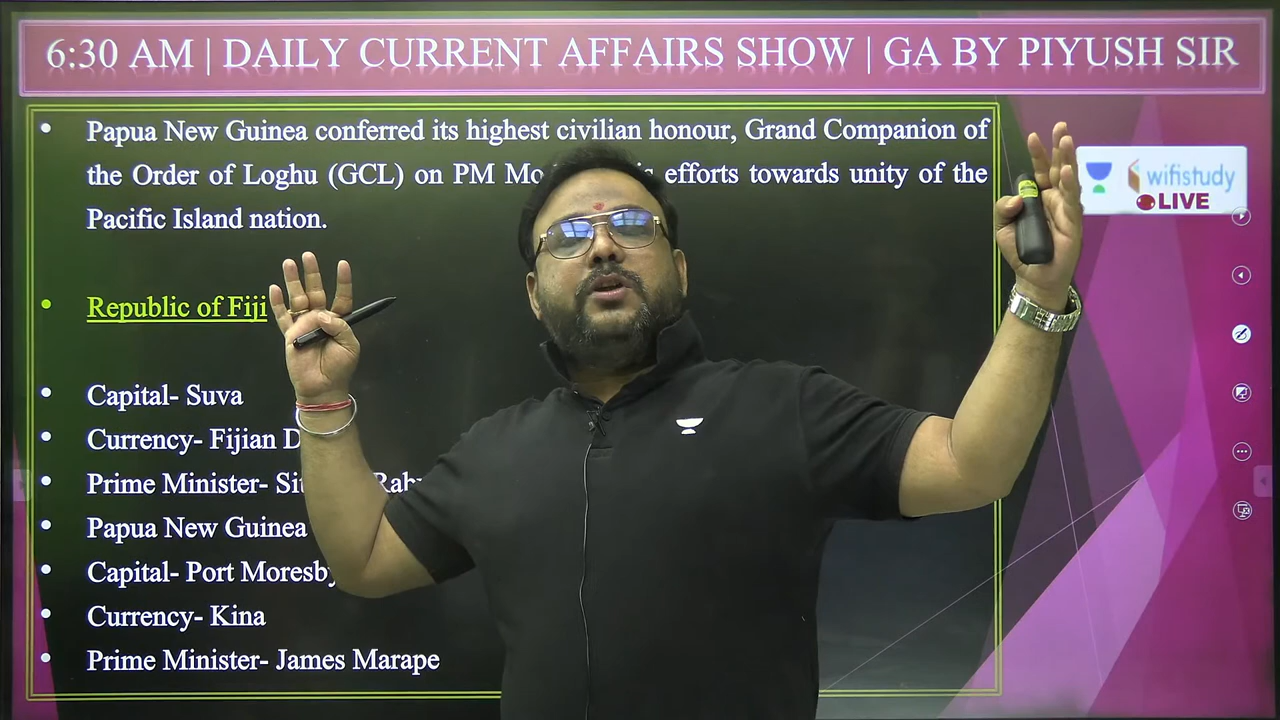 6:30 AM | DAILY CURRENT AFFAIRS SHOW | GA BY PIYUSH SIR
• Papua New Guinea conferred its highest civilian honour, Grand Companion of
the Order of Loghu (GCL) on PM Mo efforts towards unity of the
Pacific Island nation.
wifistudy
LIVE
• Republic of Fiji
• Capital- Suva
• Currency- Fijian D
• Prime Minister- Sit Rab
• Papua New Guinea
• Capital- Port Moresby
• Currency- Kina
• Prime Minister- James Marape